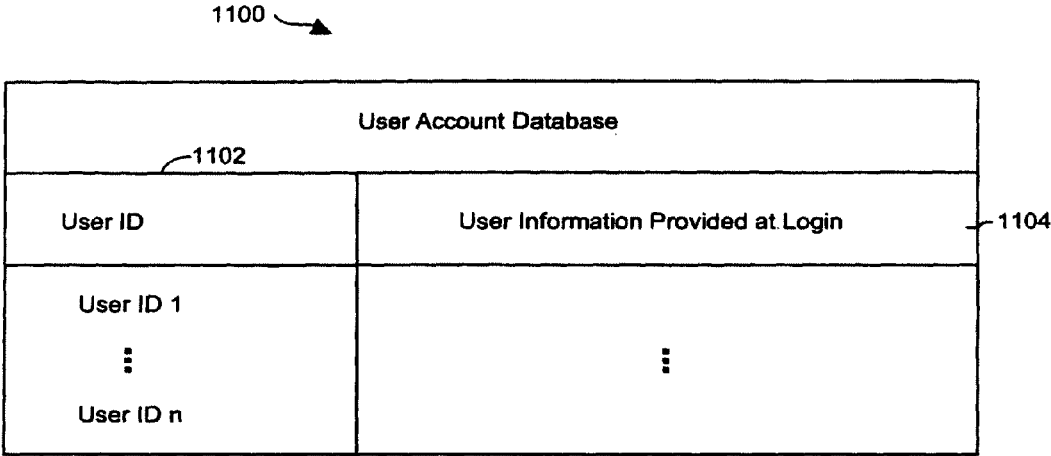 1100
User Account Database
1102
User ID
User Information Provided at Login
1104
User ID 1
User ID n